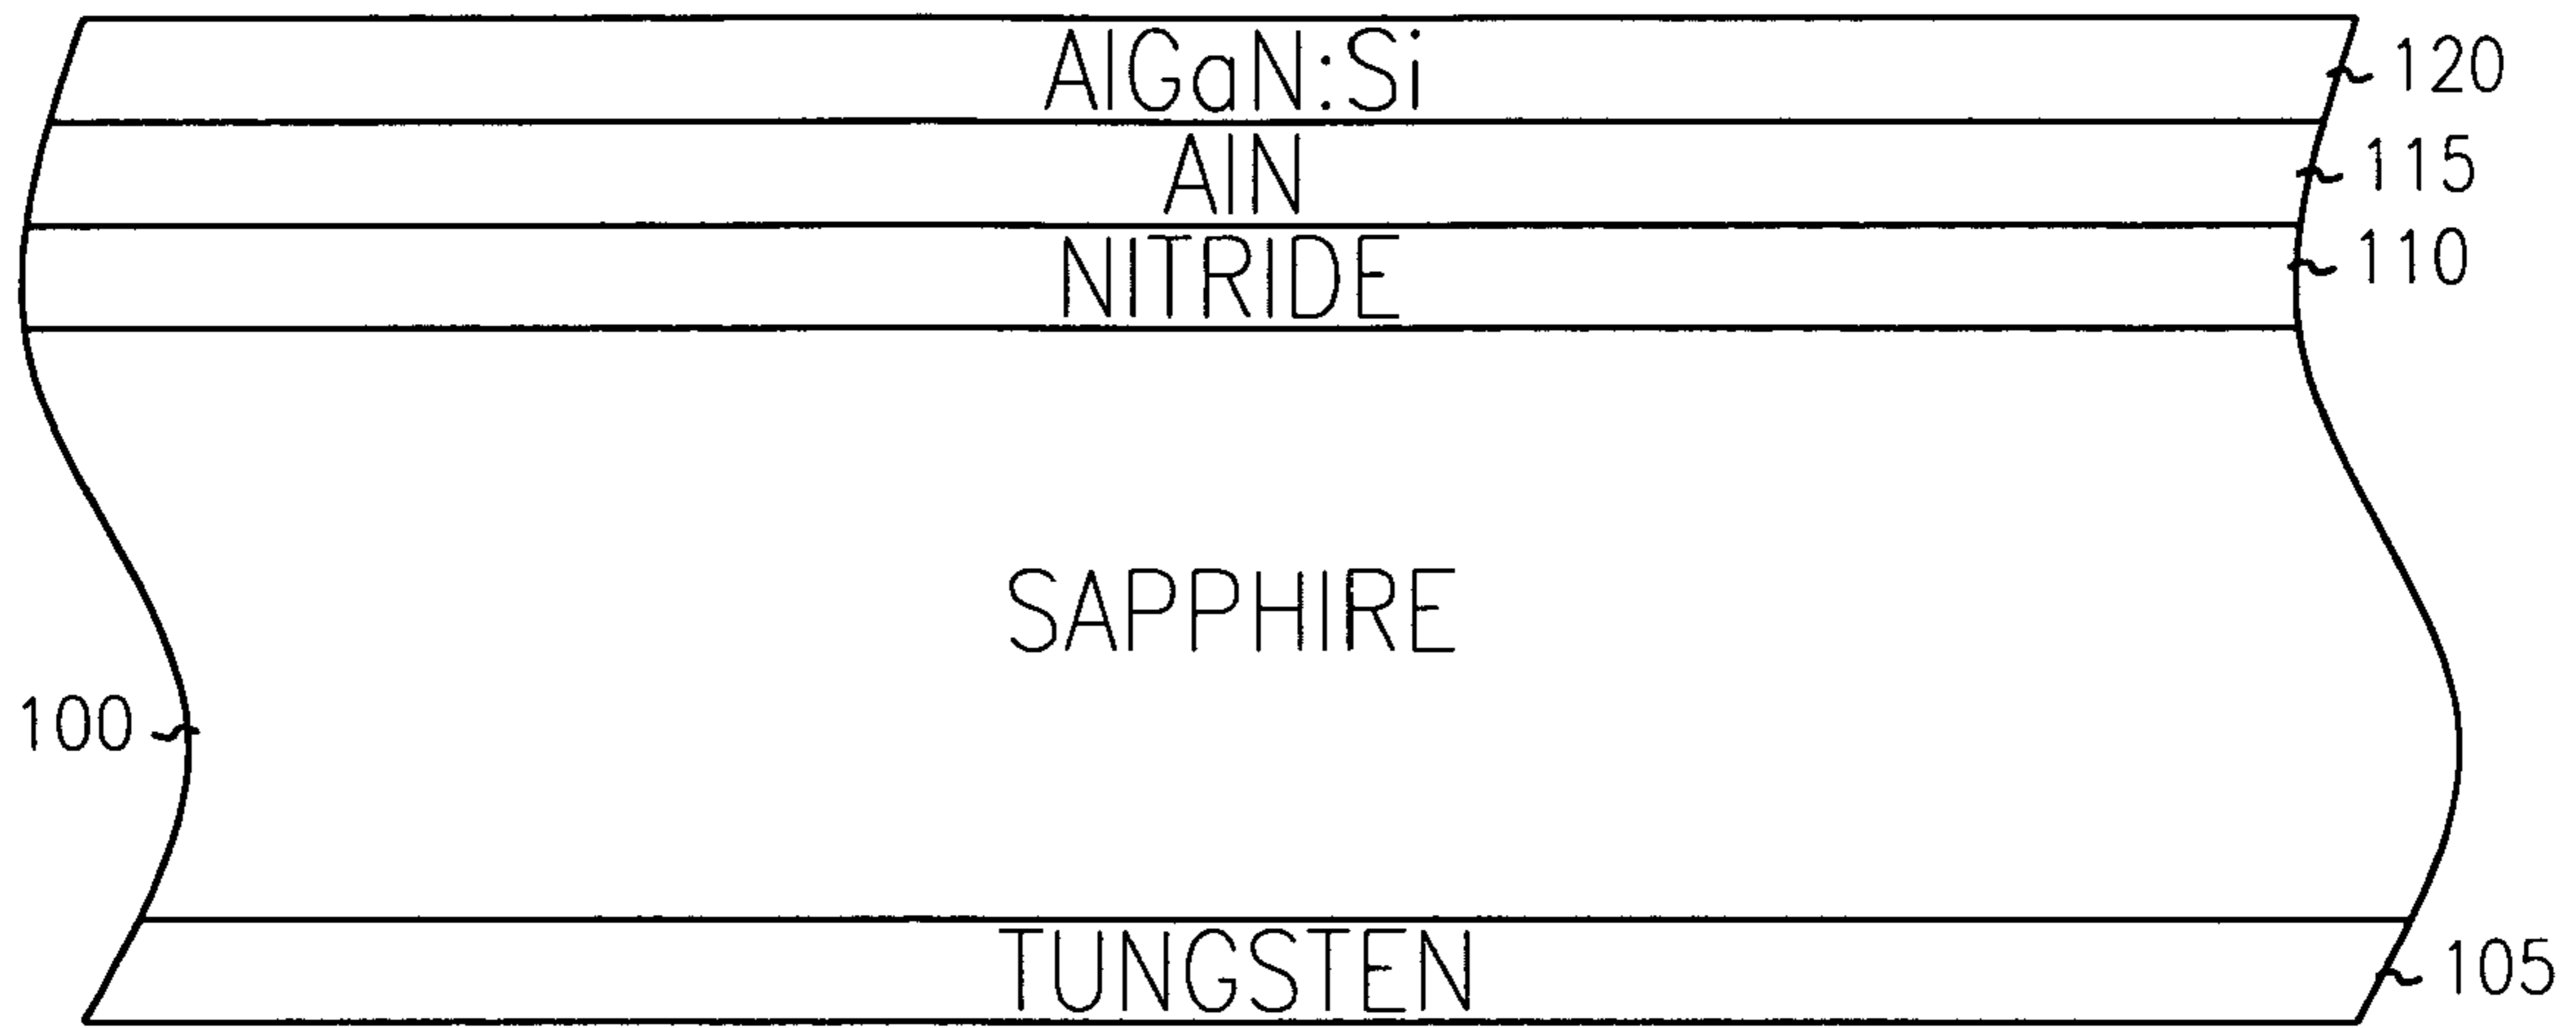 AlGaN:Si
120
AlN
115
NITRIDE
110
SAPPHIRE
100
TUNGSTEN
105